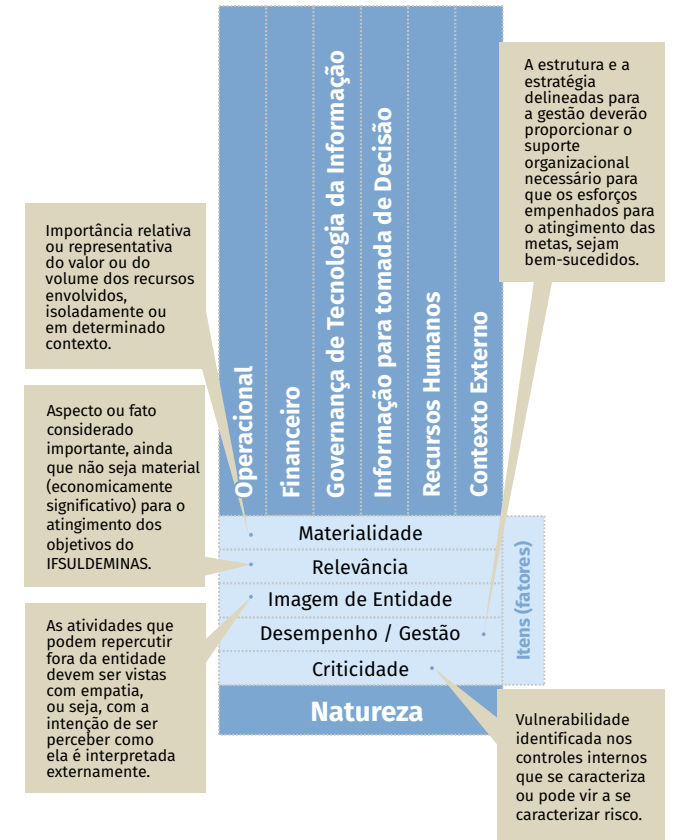 Operacional
Financeiro
Governança de Tecnologia da Informação
Informação para tomada de Decisão
Recursos Humanos
Contexto Externo
A estrutura e a
estratégia
delineadas para
a gestão deverão
proporcionar o
suporte
organizacional
necessário para
que os esforços
empenhados para
o atingimento das
metas, sejam
bem-sucedidos.
Importância relativa
ou representativa
do valor ou do
volume dos recursos
envolvidos,
isoladamente ou
em determinado
contexto.
Aspecto ou fato
considerado
importante, ainda
que não seja material
(economicamente
significativo) para o
atingimento dos
objetivos do
IFSULDEMINAS.
As atividades que
podem repercutir
fora da entidade
devem ser vistas
com empatia,
ou seja, com a
intenção de ser
perceber como
ela é interpretada
externamente.
Materialidade
Relevância
Imagem de Entidade
Desempenho / Gestão
Criticidade
Itens (fatores)
Natureza
Vulnerabilidade
identificada nos
controles internos
que se caracteriza
ou pode vir a se
caracterizar risco.